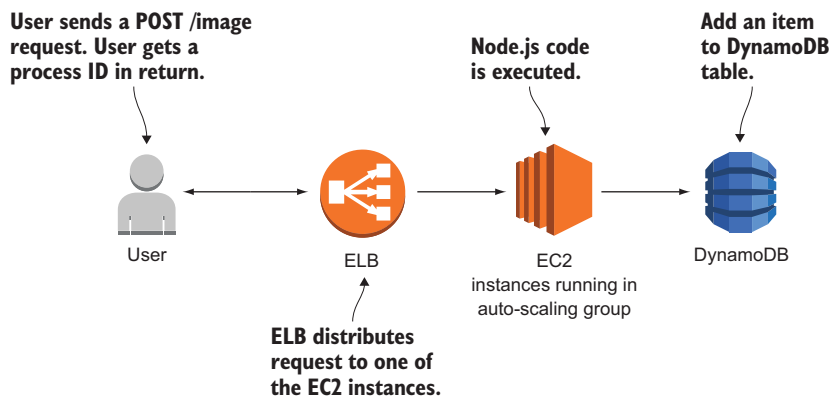 User sends a POST /image
request. User gets a
process ID in return.
Node.js code
is executed.
Add an item
to DynamoDB
table.
User
ELB
EC2
instances running in
auto-scaling group
DynamoDB
ELB distributes
request to one of
the EC2 instances.